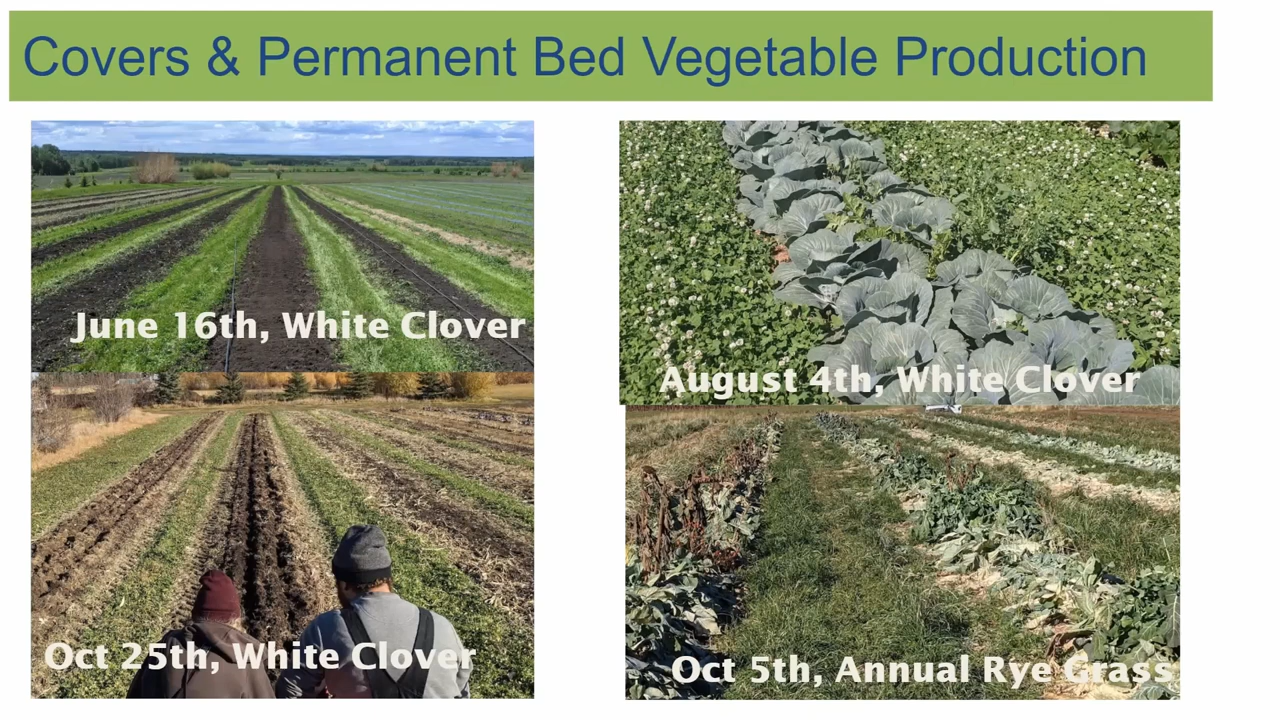 Covers & Permanent Bed Vegetable Production
June 16th, White Clover
August 4th, White Clover
Oct 25th, White Clover
Oct 5th, Annual Rye Grass